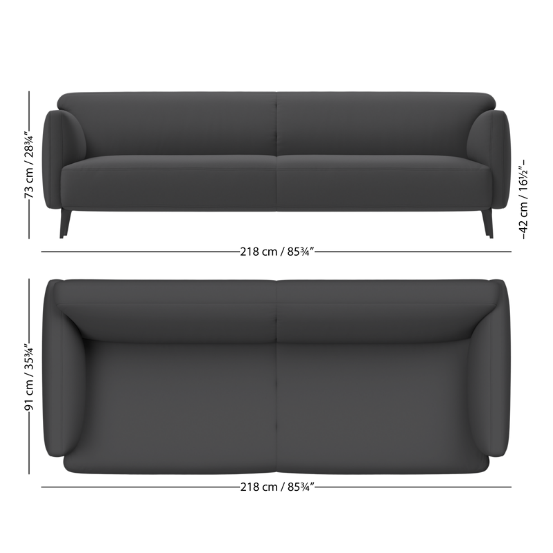 73 cm / 28¾″
42 cm / 16½″
218 cm / 85¾″
91 cm / 35¾″
218 cm / 85¾″